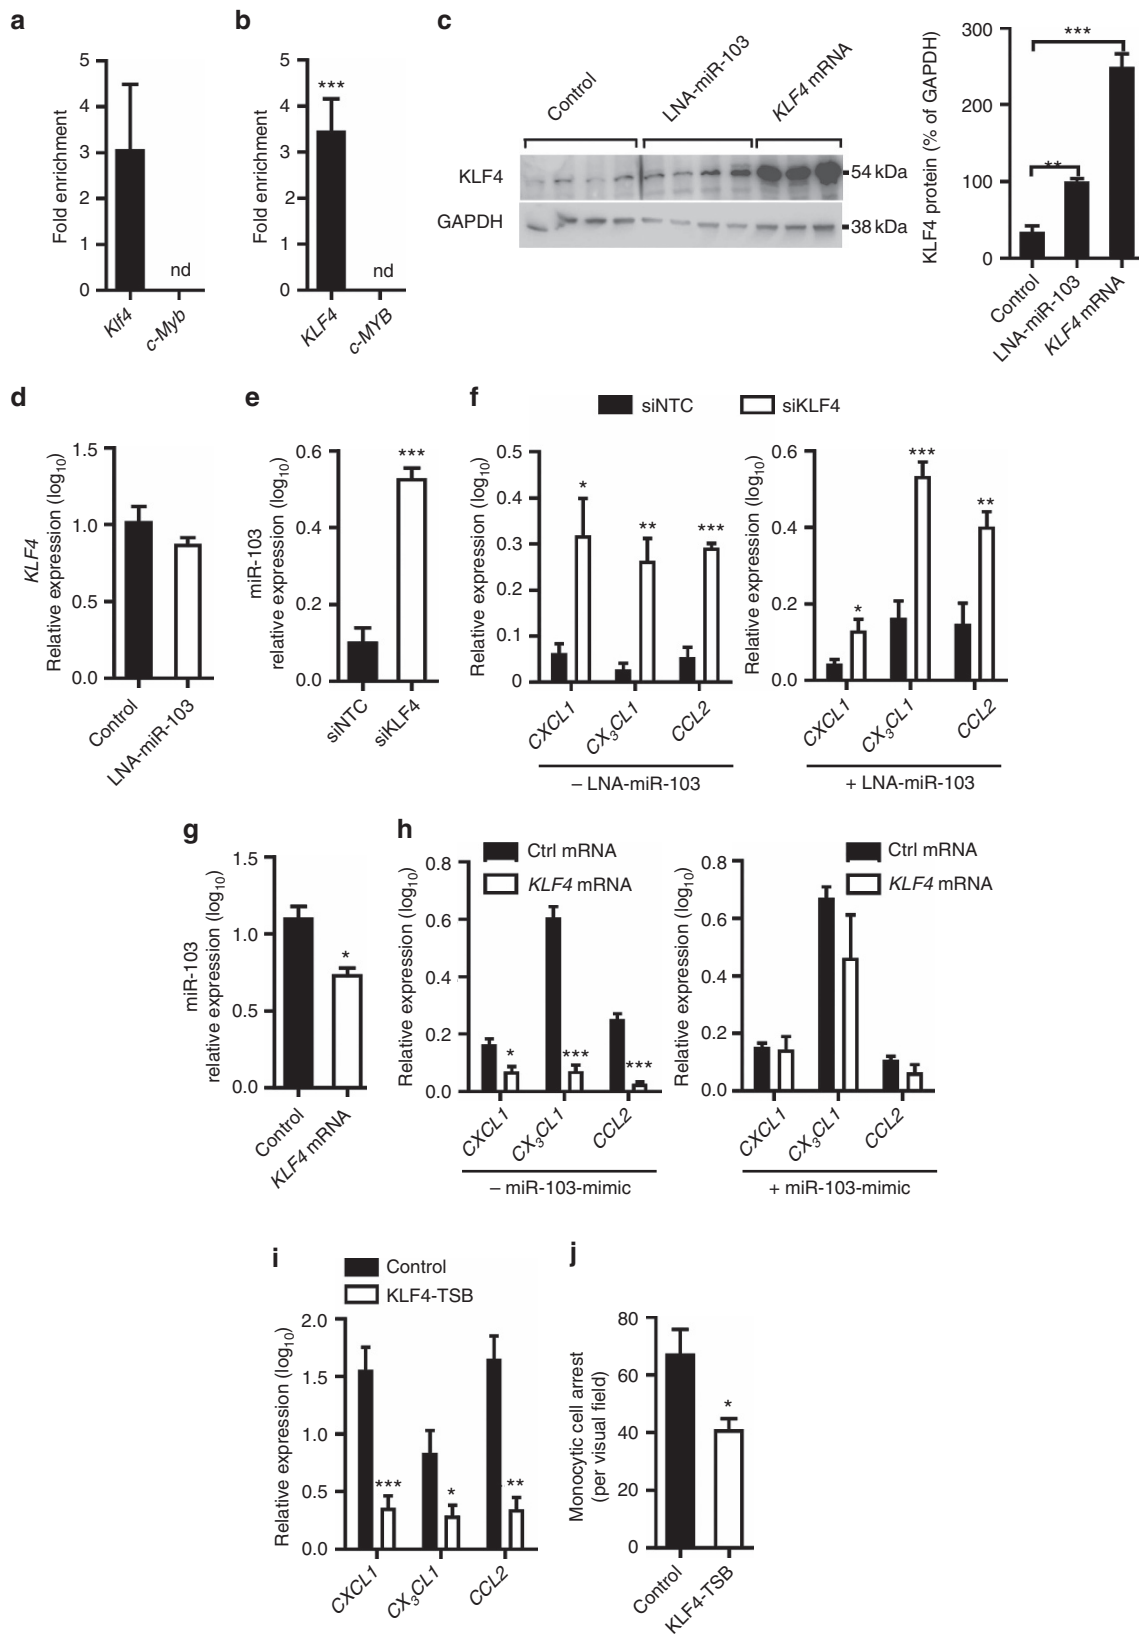 a
Fold enrichment
5
4
3
2
1
0
nd
Klf4
c-Myb
b
Fold enrichment
5
4
3
2
1
0
***
nd
KLF4
c-MYB
c
Control
LNA-miR-103
KLF4 mRNA
KLF4
54 kDa
GAPDH
38 kDa
KLF4 protein (% of GAPDH)
300
200
100
0
***
**
Control
LNA-miR-103
KLF4 mRNA
d
KLF4
Relative expression (log10)
1.5
1.0
0.5
0.0
Control
LNA-miR-103
e
miR-103
relative expression (log10)
0.6
0.4
0.2
0.0
***
siNTC
siKLF4
f
siNTC
siKLF4
Relative expression (log10)
0.5
0.4
0.3
0.2
0.1
0
*
**
***
CXCL1
CX3CL1
CCL2
– LNA-miR-103
Relative expression (log10)
0.6
0.4
0.2
0.0
*
***
**
CXCL1
CX3CL1
CCL2
+ LNA-miR-103
g
miR-103
relative expression (log10)
1.5
1.0
0.5
0.0
*
Control
KLF4 mRNA
h
Ctrl mRNA
KLF4 mRNA
Relative expression (log10)
0.8
0.6
0.4
0.2
0.0
*
***
***
CXCL1
CX3CL1
CCL2
– miR-103-mimic
Ctrl mRNA
KLF4 mRNA
Relative expression (log10)
0.8
0.6
0.4
0.2
0.0
CXCL1
CX3CL1
CCL2
+ miR-103-mimic
i
Control
KLF4-TSB
Relative expression (log10)
2.0
1.5
1.0
0.5
0.0
***
*
**
CXCL1
CX3CL1
CCL2
j
Monocytic cell arrest
(per visual field)
80
60
40
20
0
*
Control
KLF4-TSB